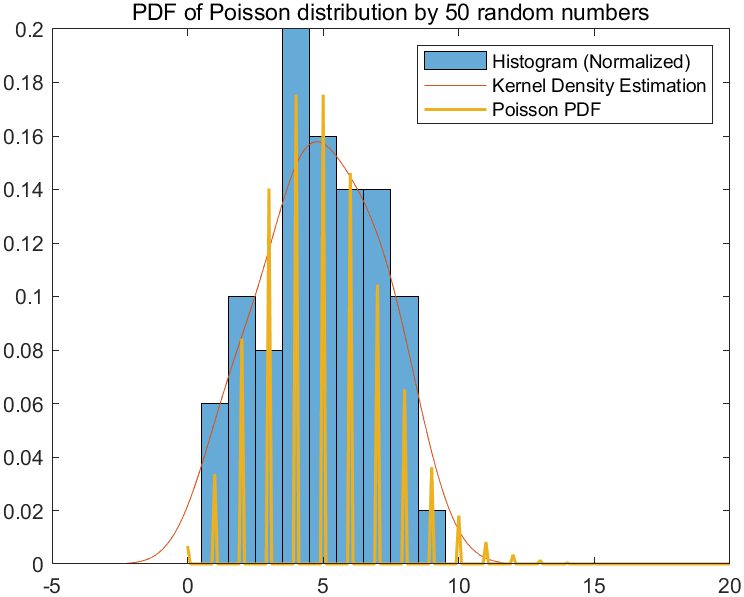 PDF of Poisson distribution by 50 random numbers
0.2
0.18
0.16
0.14
0.12
0.1
0.08
0.06
0.04
0.02
0
-5 0 5 10 15 20
Histogram (Normalized)
Kernel Density Estimation
Poisson PDF